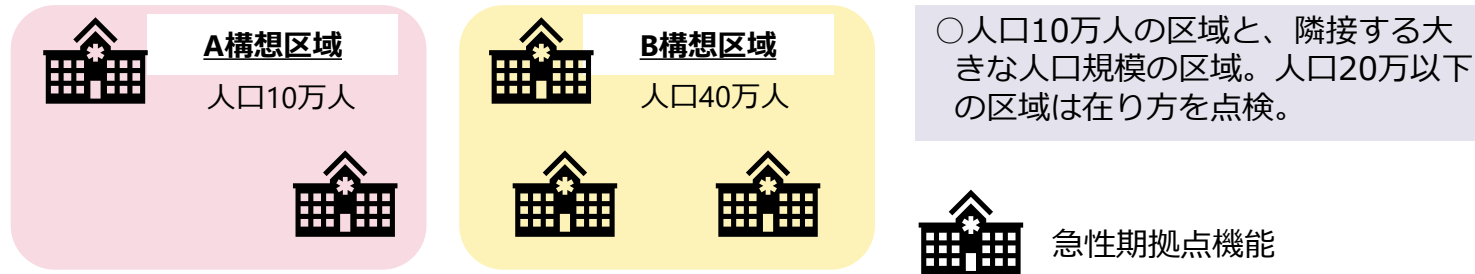 A構想区域
人口10万人
B構想区域
人口40万人
○人口10万人の区域と、隣接する大
きな人口規模の区域。人口20万以下
の区域は在り方を点検。
急性期拠点機能